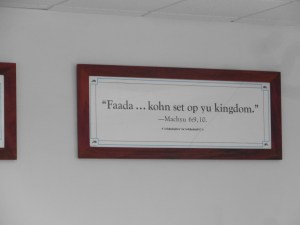 “Faada ... kohn set op yu kingdom.”
—Machyu 6:9, 10.